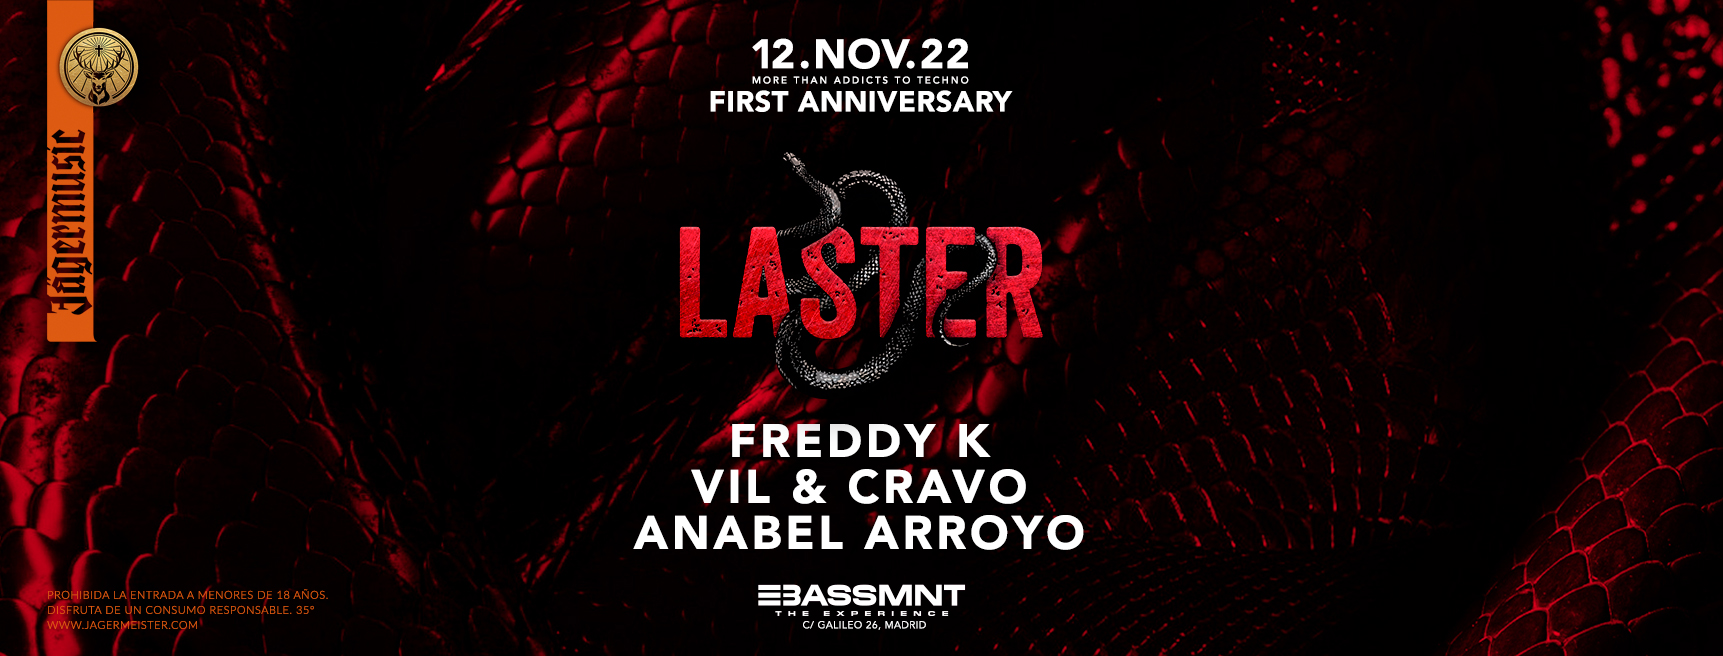 12.NOV.22
MORE THAN ADDICTS TO TECHNO
FIRST ANNIVERSARY
Jägermusic
LASTER
FREDDY K
VIL & CRAVO
ANABEL ARROYO
BASSMNT
THE EXPERIENCE
C/ GALILEO 26, MADRID
PROHIBIDA LA ENTRADA A MENORES DE 18 AÑOS.
DISFRUTA DE UN CONSUMO RESPONSABLE. 35º
WWW.JAGERMEISTER.COM